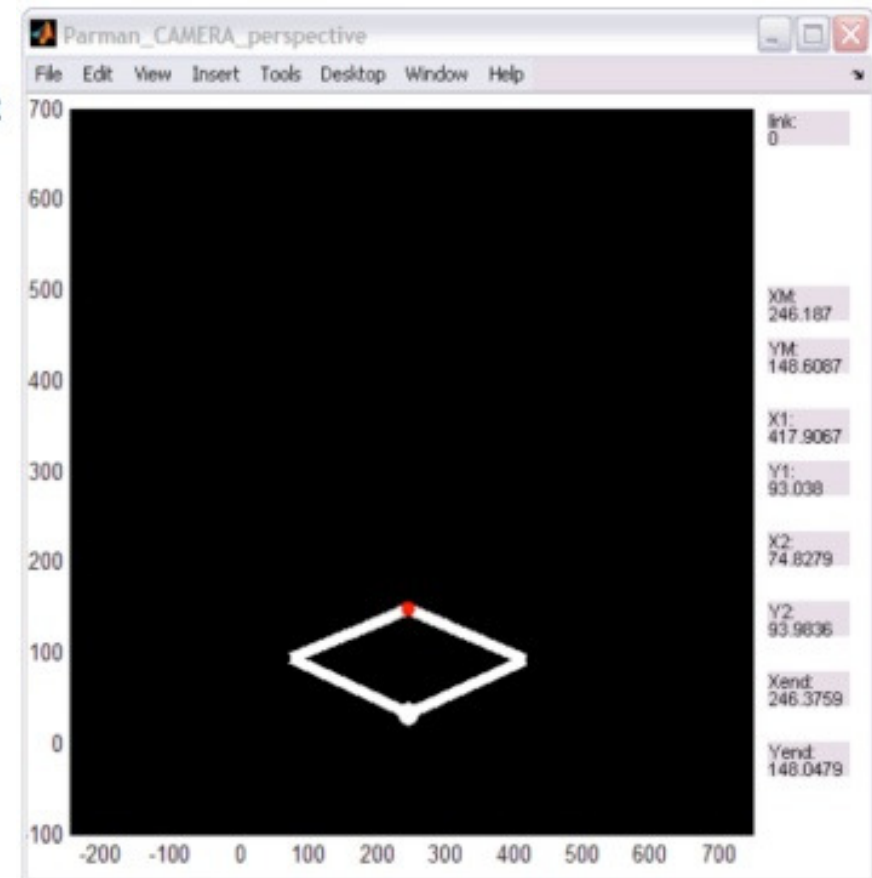 Parman_CAMERA_perspective
File Edit View Insert Tools Desktop Window Help
700
600
500
400
300
200
100
0
100
-200 -100 0 100 200 300 400 500 600 700
link:
0
XM:
246.187
YM:
148.6087
X1:
417.9067
Y1:
93.038
X2:
74.8279
Y2:
93.9836
Xend:
246.3759
Yend:
148.0479